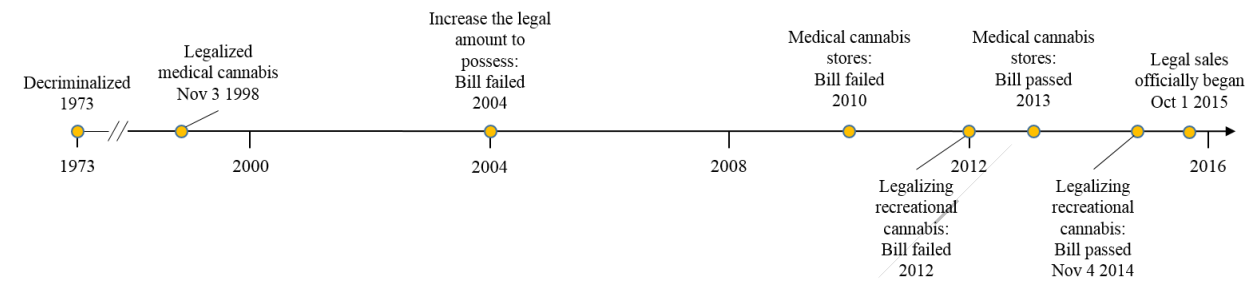 Decriminalized
1973
Legalized
medical cannabis
Nov 3 1998
Increase the legal
amount to
possess:
Bill failed
2004
Medical cannabis
stores:
Bill failed
2010
Medical cannabis
stores:
Bill passed
2013
Legal sales
officially began
Oct 1 2015
1973
2000
2004
2008
2012
2016
Legalizing
recreational
cannabis:
Bill failed
2012
Legalizing
recreational
cannabis:
Bill passed
Nov 4 2014